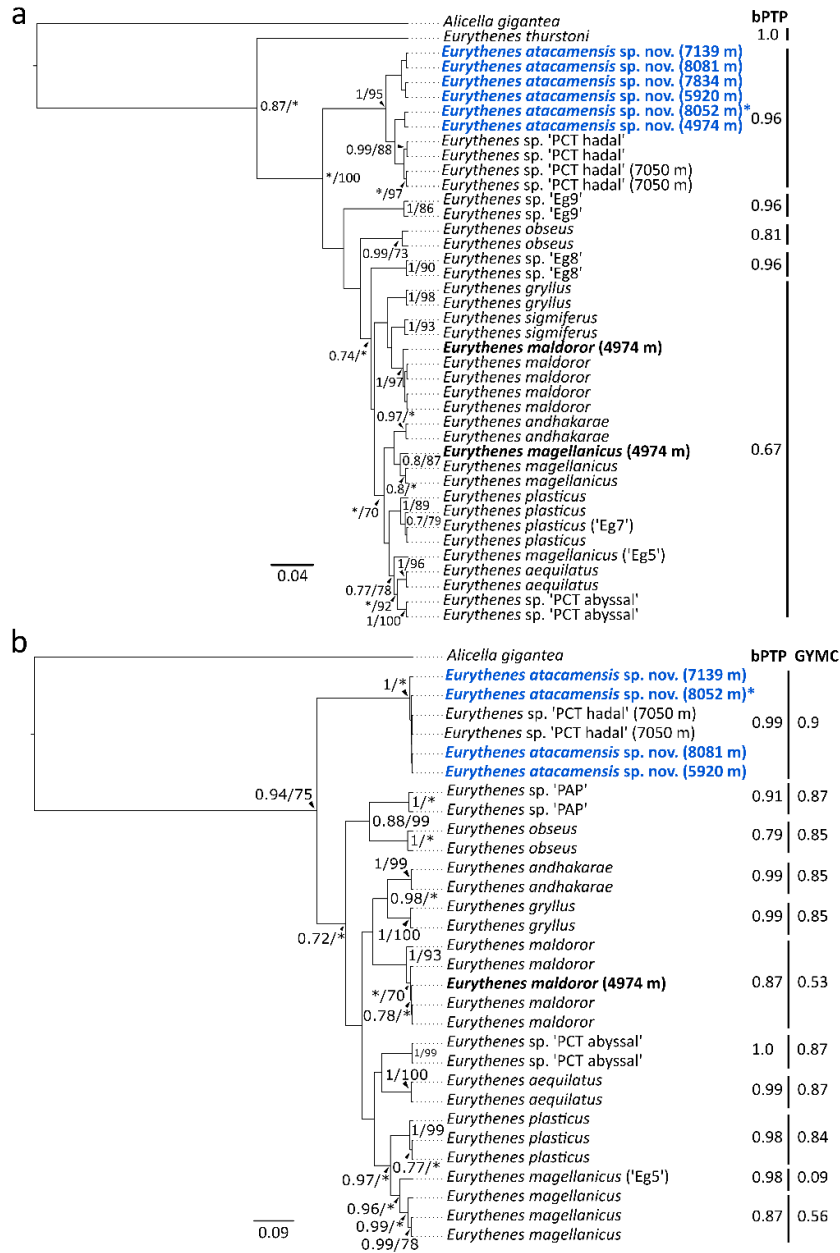 a
bPTP
Alicella gigantea
Eurythenes thurstoni
1.0
Eurythenes atacamensis sp. nov. (7139 m)
Eurythenes atacamensis sp. nov. (8081 m)
Eurythenes atacamensis sp. nov. (7834 m)
Eurythenes atacamensis sp. nov. (5920 m)
Eurythenes atacamensis sp. nov. (8052 m)*
Eurythenes atacamensis sp. nov. (4974 m)
Eurythenes sp. 'PCT hadal'
Eurythenes sp. 'PCT hadal'
Eurythenes sp. 'PCT hadal' (7050 m)
Eurythenes sp. 'PCT hadal' (7050 m)
0.96
1/95
0.87/*
0.99/88
*/100
*/97
Eurythenes sp. 'Eg9'
Eurythenes sp. 'Eg9'
1/86
0.96
Eurythenes obseus
Eurythenes obseus
0.99/73
0.81
Eurythenes sp. 'Eg8'
Eurythenes sp. 'Eg8'
1/90
0.96
Eurythenes gryllus
Eurythenes gryllus
1/98
Eurythenes sigmiferus
Eurythenes sigmiferus
1/93
0.74/*
Eurythenes maldoror (4974 m)
Eurythenes maldoror
Eurythenes maldoror
Eurythenes maldoror
Eurythenes maldoror
1/97
0.97/*
Eurythenes andhakarae
Eurythenes andhakarae
Eurythenes magellanicus (4974 m)
Eurythenes magellanicus
Eurythenes magellanicus
0.8/87
0.8/*
0.67
Eurythenes plasticus
Eurythenes plasticus
Eurythenes plasticus ('Eg7')
Eurythenes plasticus
1/89
0.7/79
*/70
Eurythenes magellanicus ('Eg5')
Eurythenes aequilatus
Eurythenes aequilatus
1/96
0.77/78
Eurythenes sp. 'PCT abyssal'
Eurythenes sp. 'PCT abyssal'
*/92
1/100
0.04
b
bPTP GYMC
Alicella gigantea
Eurythenes atacamensis sp. nov. (7139 m)
Eurythenes atacamensis sp. nov. (8052 m)*
Eurythenes sp. 'PCT hadal' (7050 m)
Eurythenes sp. 'PCT hadal' (7050 m)
Eurythenes atacamensis sp. nov. (8081 m)
Eurythenes atacamensis sp. nov. (5920 m)
1/*
0.99 0.9
0.94/75
Eurythenes sp. 'PAP'
Eurythenes sp. 'PAP'
1/*
0.91 0.87
0.88/99
Eurythenes obseus
Eurythenes obseus
1/*
0.79 0.85
Eurythenes andhakarae
Eurythenes andhakarae
1/99
0.99 0.85
0.98/*
Eurythenes gryllus
Eurythenes gryllus
1/100
0.99 0.85
0.72/*
Eurythenes maldoror
Eurythenes maldoror
Eurythenes maldoror (4974 m)
Eurythenes maldoror
Eurythenes maldoror
1/93
*/70
0.78/*
0.87 0.53
Eurythenes sp. 'PCT abyssal'
Eurythenes sp. 'PCT abyssal'
1/99
1.0 0.87
Eurythenes aequilatus
Eurythenes aequilatus
1/100
0.99 0.87
Eurythenes plasticus
Eurythenes plasticus
Eurythenes plasticus
1/99
0.77/*
0.98 0.84
0.97/*
Eurythenes magellanicus ('Eg5')
0.98 0.09
Eurythenes magellanicus
Eurythenes magellanicus
Eurythenes magellanicus
0.96/*
0.99/*
0.99/78
0.87 0.56
0.09